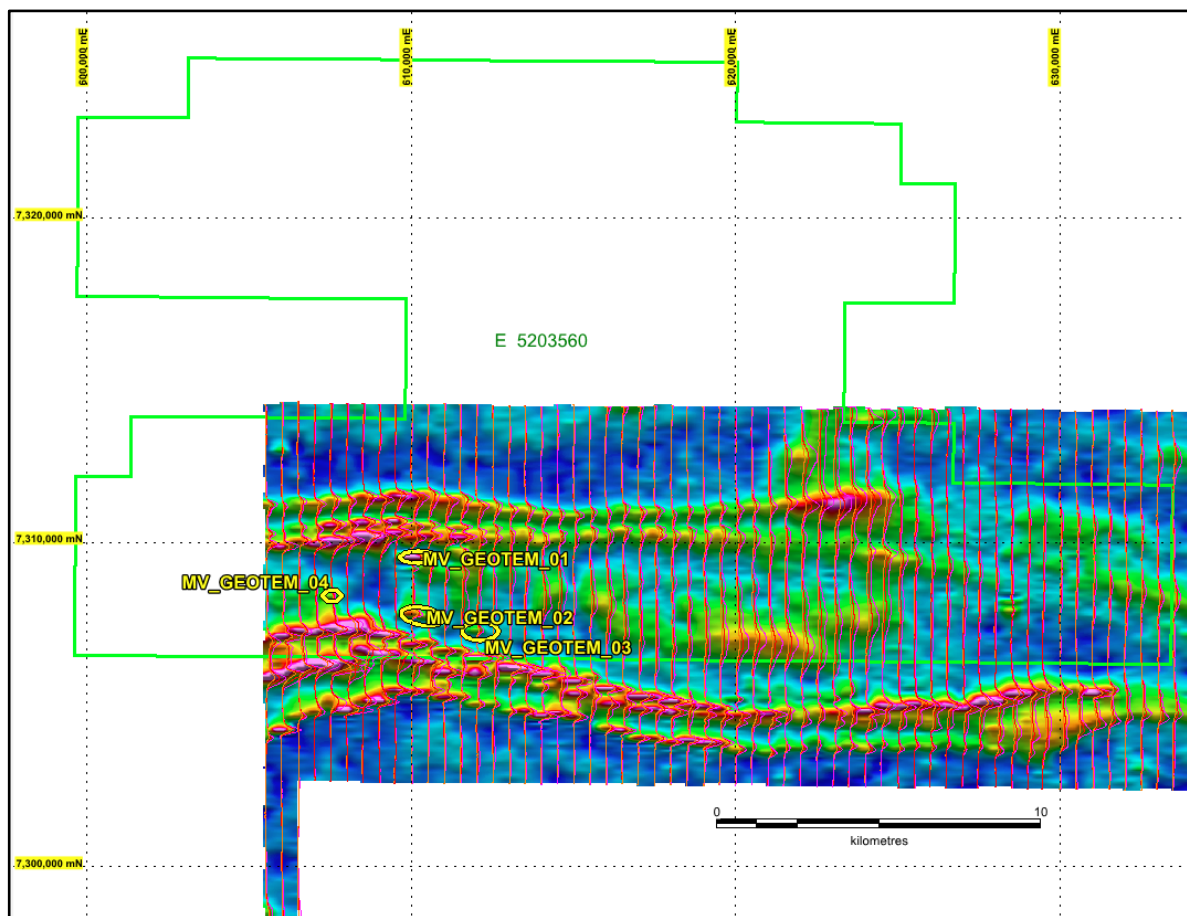 600,000 mE
610,000 mE
620,000 mE
630,000 mE
7,320,000 mN
E 5203560
7,310,000 mN
MV_GEOTEM_01
MV_GEOTEM_04
MV_GEOTEM_02
MV_GEOTEM_03
0 10
kilometres
7,300,000 mN